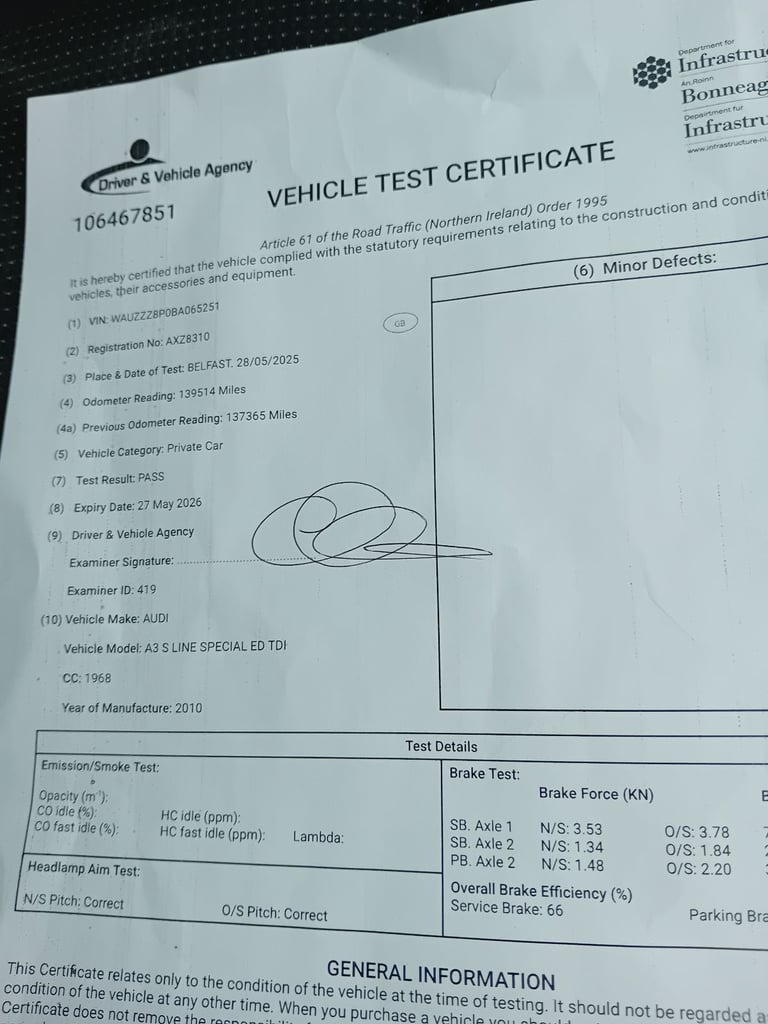 Department for
Infrastruc
An Roinn
Bonneag
Depairtment fur
Infrastru
www.infrastructure-ni.
Driver & Vehicle Agency
106467851
VEHICLE TEST CERTIFICATE
Article 61 of the Road Traffic (Northern Ireland) Order 1995
It is hereby certified that the vehicle complied with the statutory requirements relating to the construction and conditi
vehicles, their accessories and equipment.
(1) VIN: WAUZZZ8P0BA065251
GB
(2) Registration No: AXZ8310
(3) Place & Date of Test: BELFAST. 28/05/2025
(4) Odometer Reading: 139514 Miles
(4a) Previous Odometer Reading: 137365 Miles
(5) Vehicle Category: Private Car
(6) Minor Defects:
(7) Test Result: PASS
(8) Expiry Date: 27 May 2026
(9) Driver & Vehicle Agency
Examiner Signature:
Examiner ID: 419
(10) Vehicle Make: AUDI
Vehicle Model: A3 S LINE SPECIAL ED TDI
CC: 1968
Year of Manufacture: 2010
Test Details
Emission/Smoke Test:
Opacity (m⁻¹):
CO idle (%): HC idle (ppm):
CO fast idle (%): HC fast idle (ppm): Lambda:
Headlamp Aim Test:
N/S Pitch: Correct O/S Pitch: Correct
Brake Test:
Brake Force (KN)
SB. Axle 1 N/S: 3.53 O/S: 3.78
SB. Axle 2 N/S: 1.34 O/S: 1.84
PB. Axle 2 N/S: 1.48 O/S: 2.20
Overall Brake Efficiency (%)
Service Brake: 66 Parking Bra
GENERAL INFORMATION
This Certificate relates only to the condition of the vehicle at the time of testing. It should not be regarded a
condition of the vehicle at any other time. When you purchase a vehicle you
Certificate does not remove the